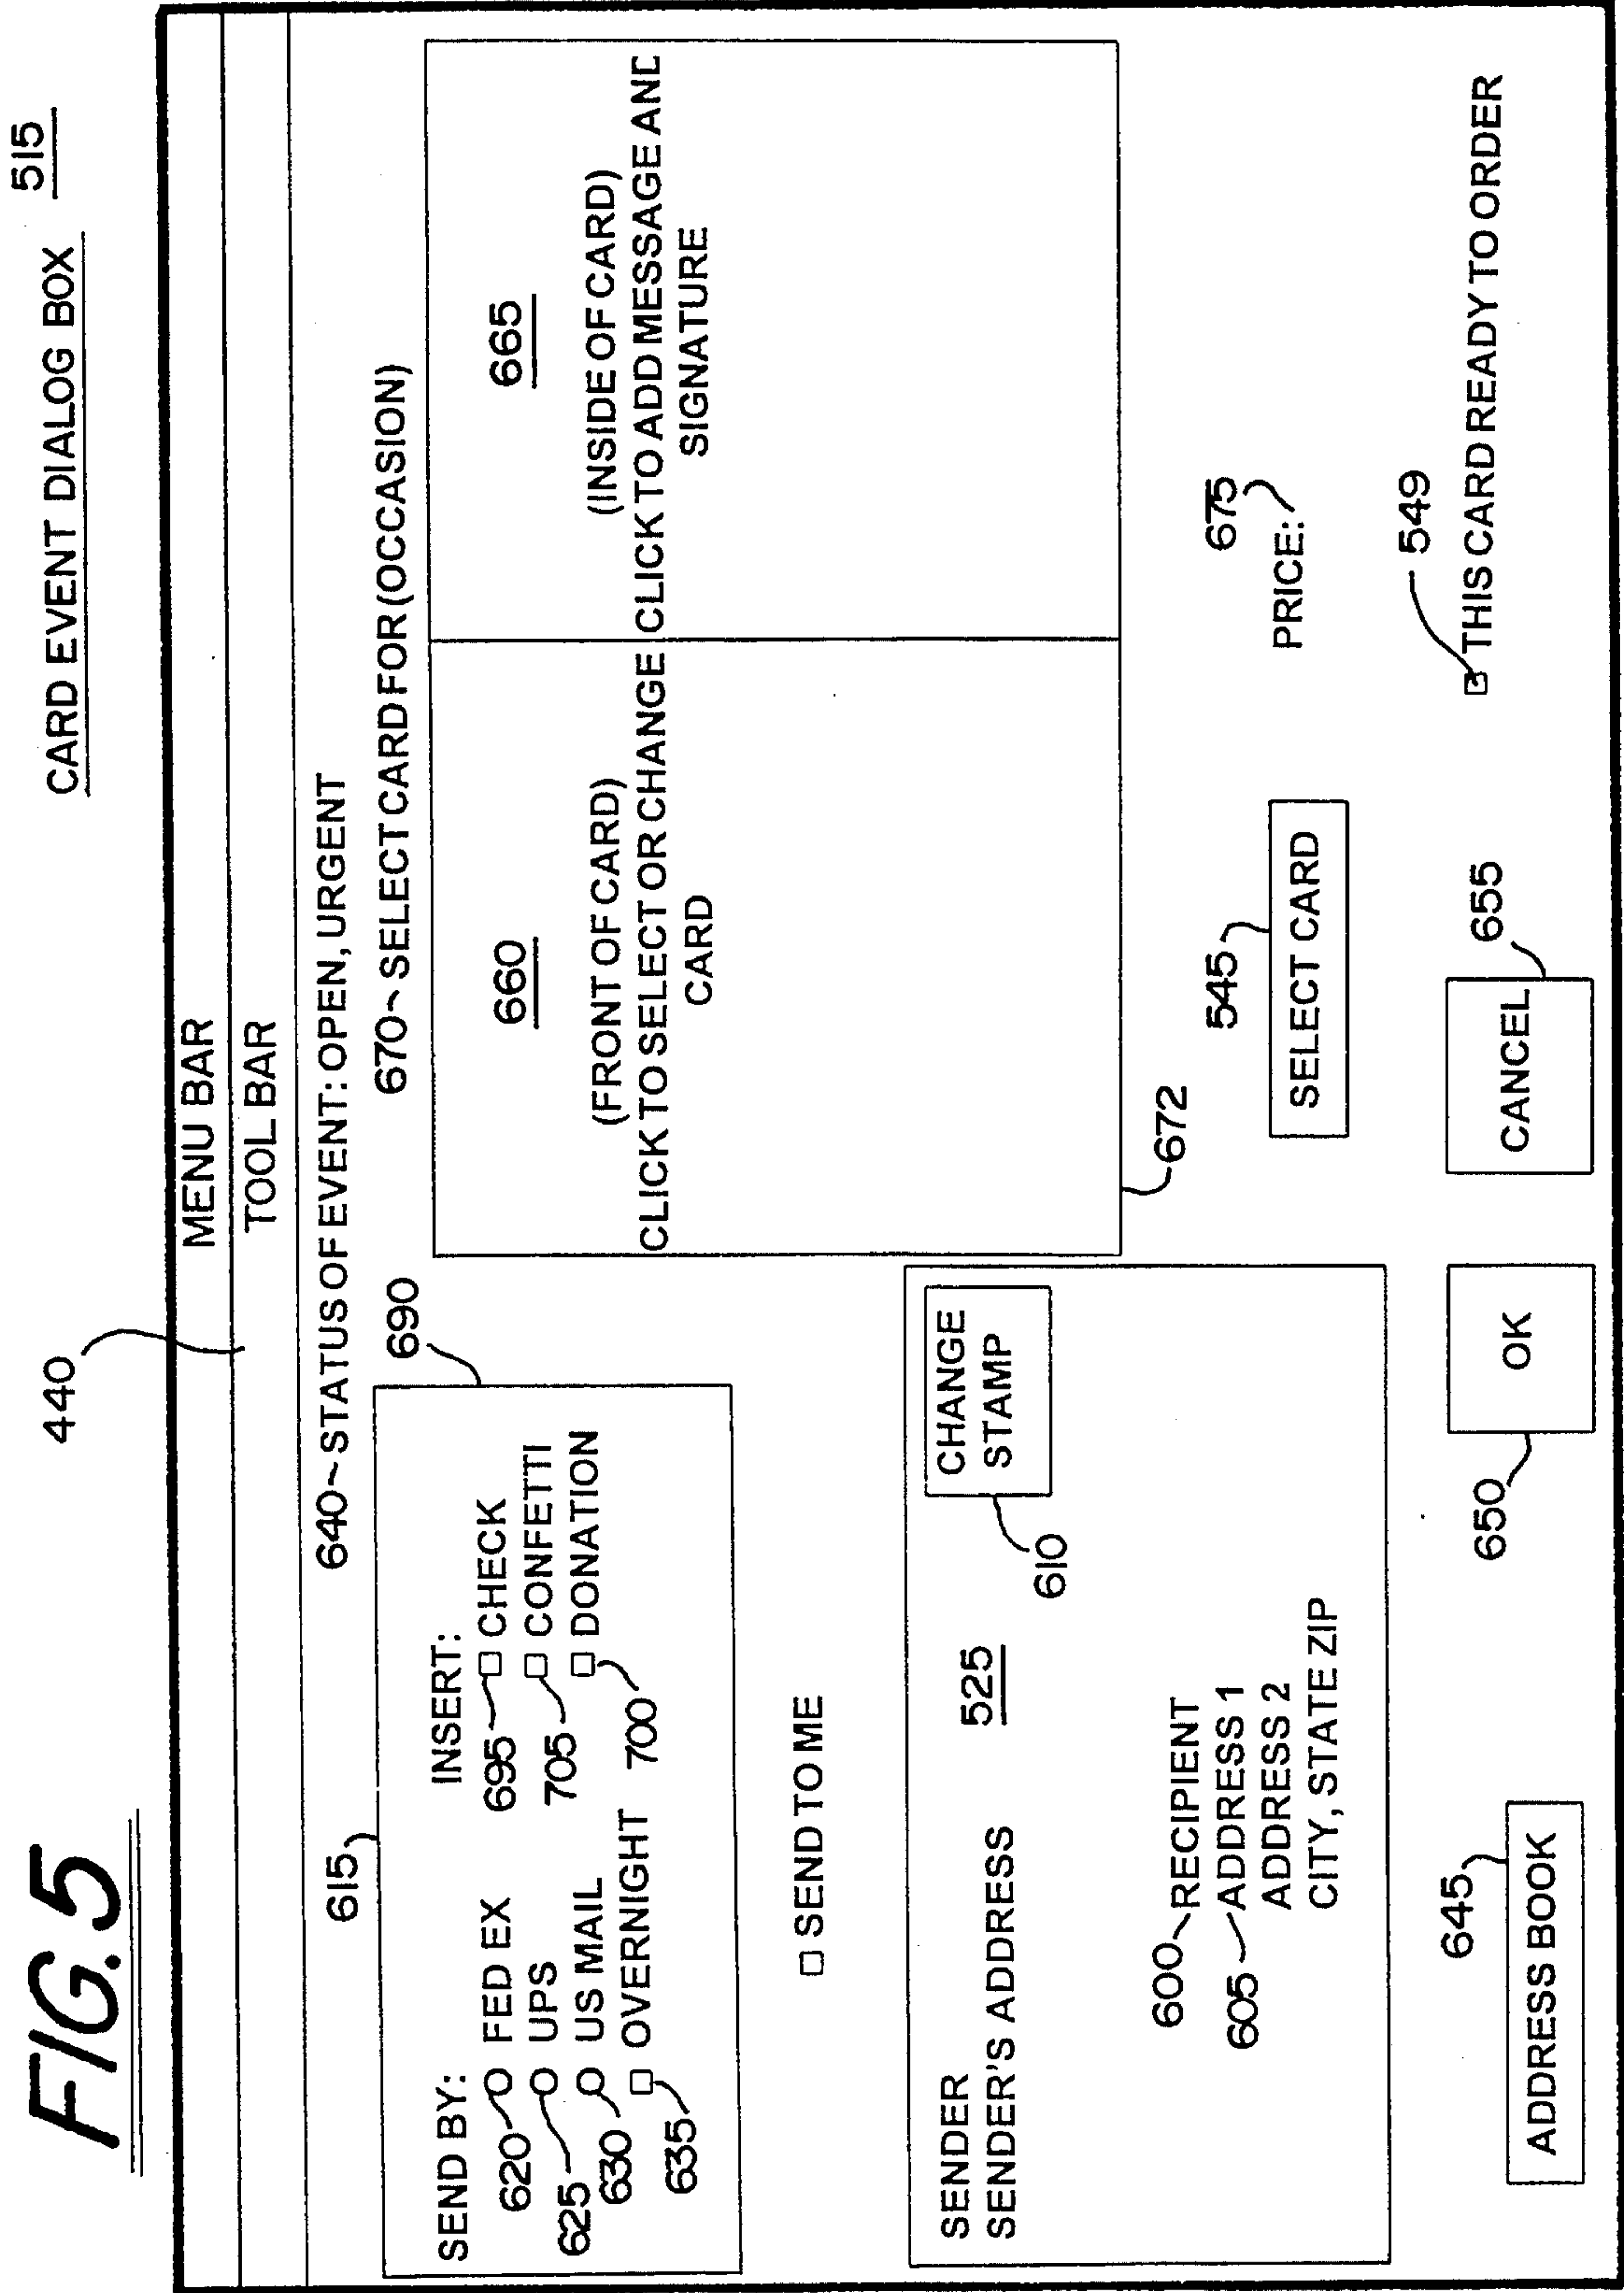 FIG. 5
CARD EVENT DIALOG BOX 515
440
MENU BAR
TOOL BAR
640~STATUS OF EVENT: OPEN, URGENT
615
690
SEND BY:
620 FED EX
625 UPS
630 US MAIL
635 OVERNIGHT
INSERT:
695 CHECK
705 CONFETTI
700 DONATION
SEND TO ME
670~SELECT CARD FOR (OCCASION)
660
(FRONT OF CARD)
CLICK TO SELECT OR CHANGE
CARD
665
(INSIDE OF CARD)
CLICK TO ADD MESSAGE AND
SIGNATURE
672
SENDER
SENDER'S ADDRESS
525
CHANGE
STAMP
610
600 RECIPIENT
605 ADDRESS 1
ADDRESS 2
CITY, STATE ZIP
545
SELECT CARD
675
PRICE:
645
ADDRESS BOOK
650
OK
CANCEL
655
549
THIS CARD READY TO ORDER